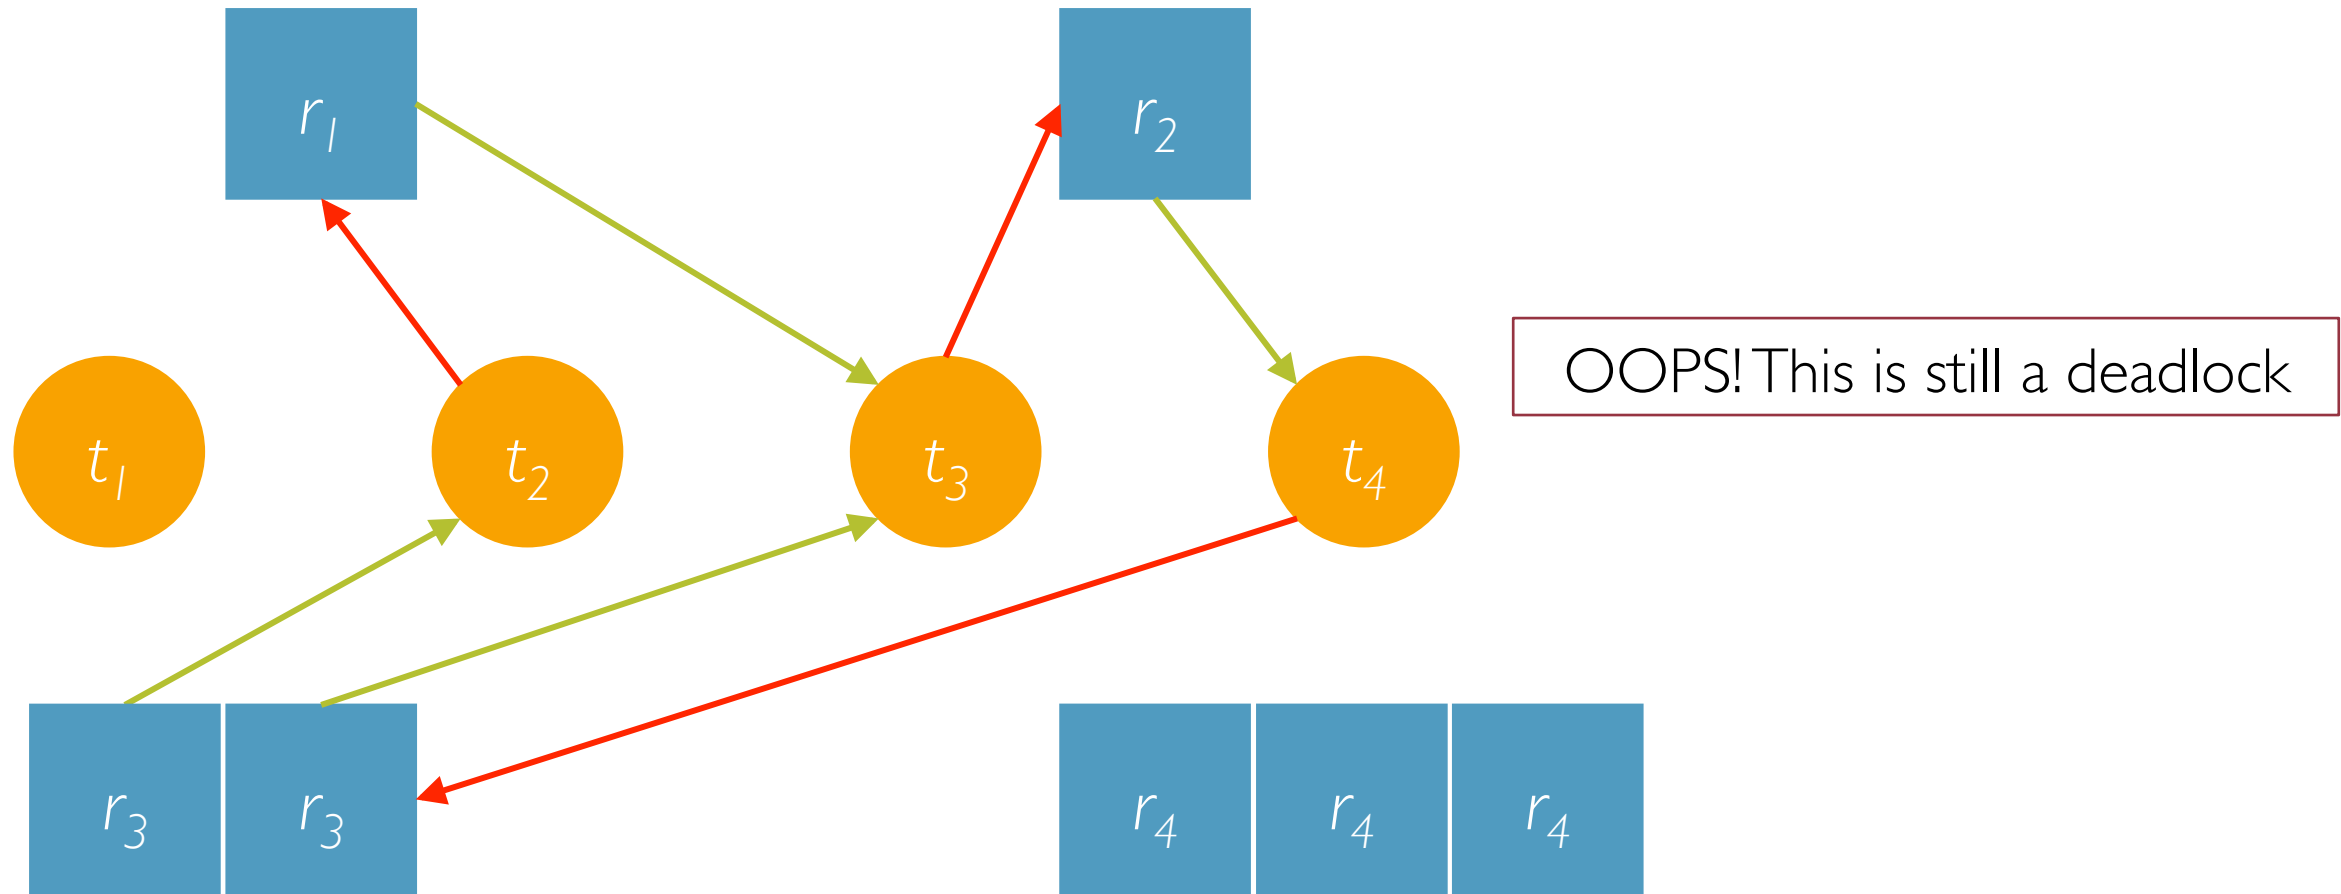 r1
r2
OOPS! This is still a deadlock
t1
t2
t3
t4
r3
r3
r4
r4
r4